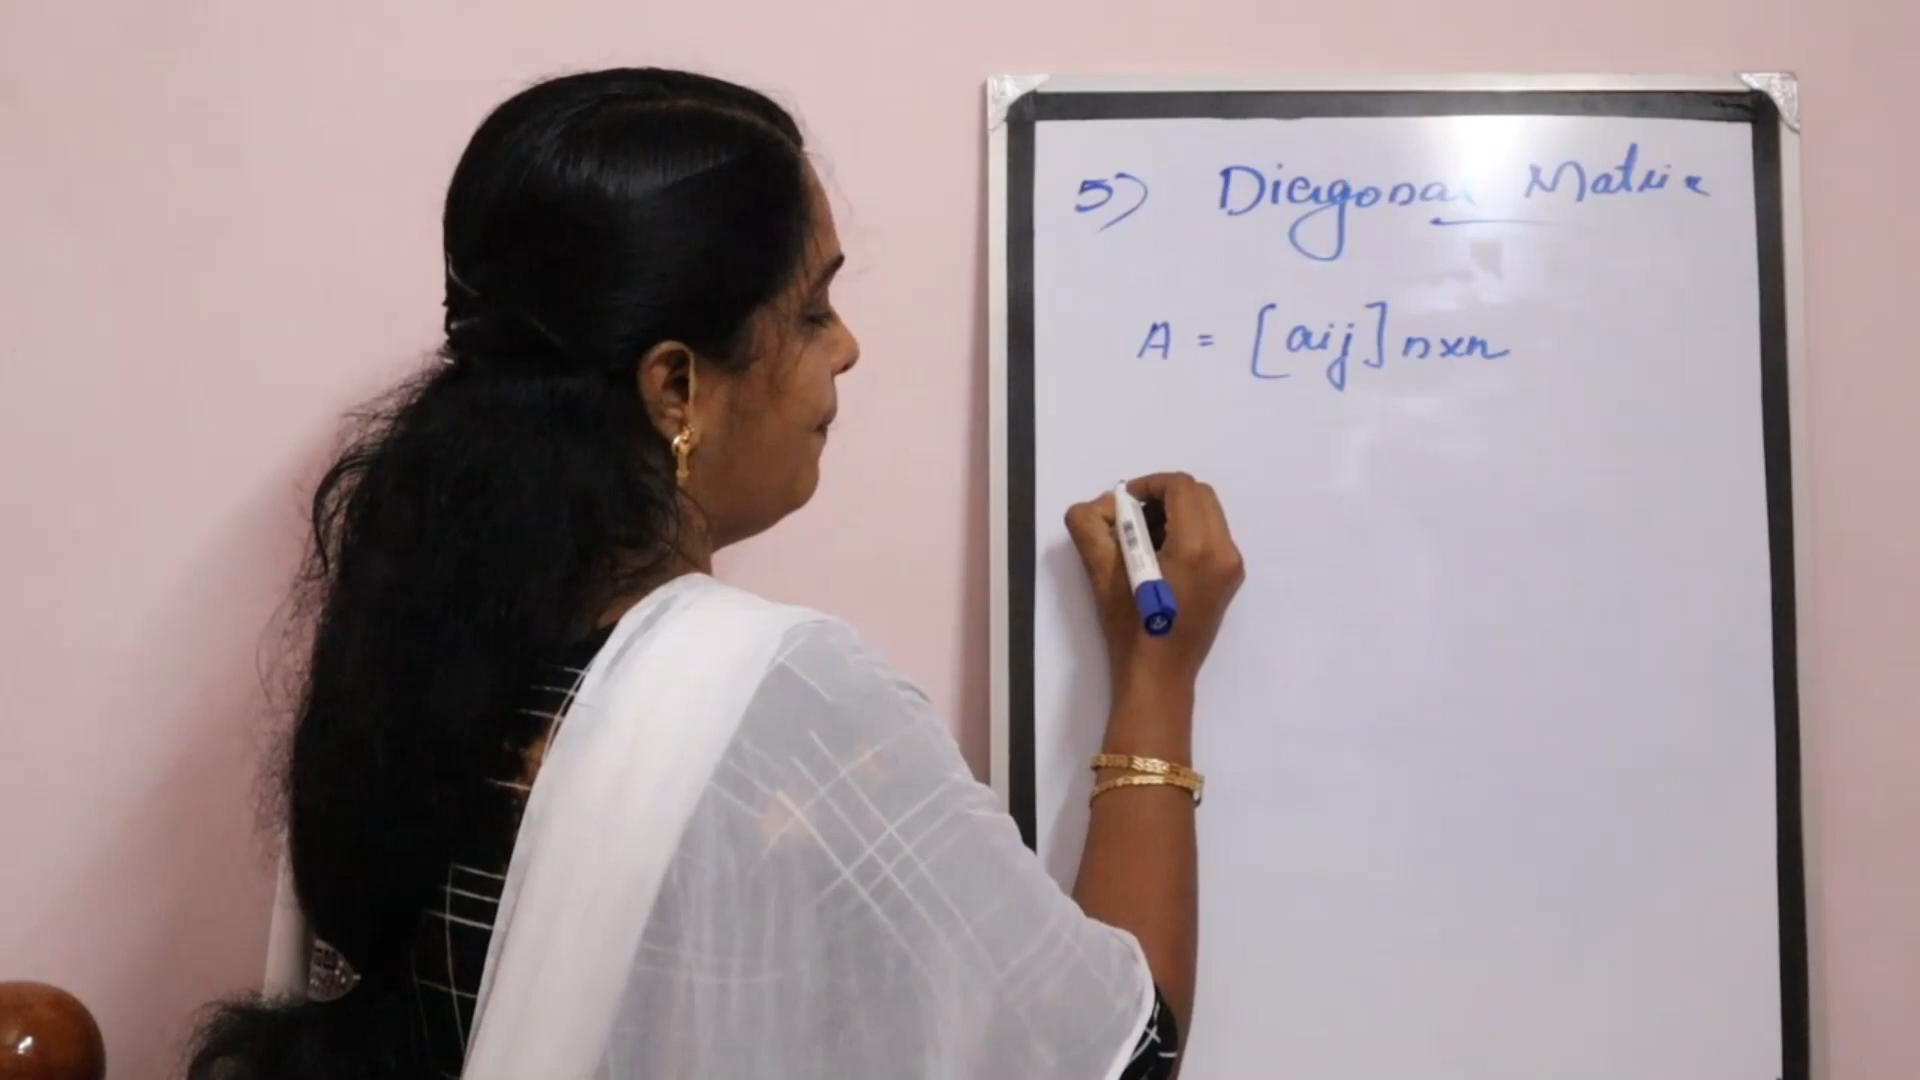 5) Diagonal Matrix
A = [aij] nxn